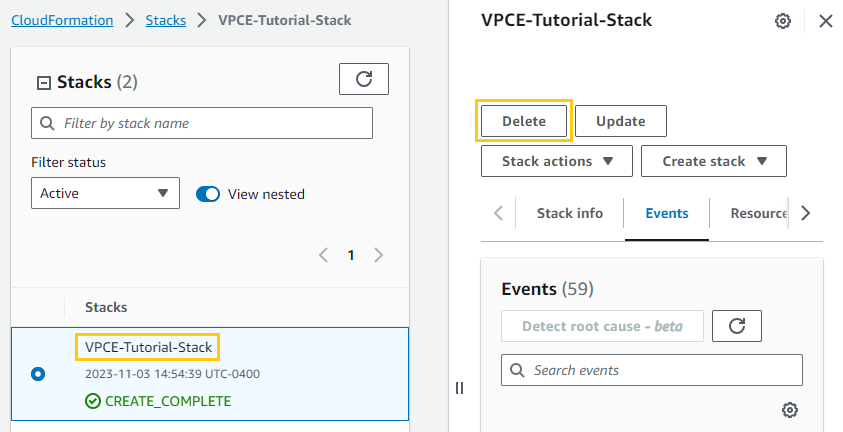 CloudFormation > Stacks > VPCE-Tutorial-Stack
Stacks (2)
Filter by stack name
Filter status
Active
View nested
1
Stacks
VPCE-Tutorial-Stack
2023-11-03 14:54:39 UTC-0400
CREATE_COMPLETE
VPCE-Tutorial-Stack
Delete
Update
Stack actions
Create stack
Stack info
Events
Resource
Events (59)
Detect root cause - beta
Search events